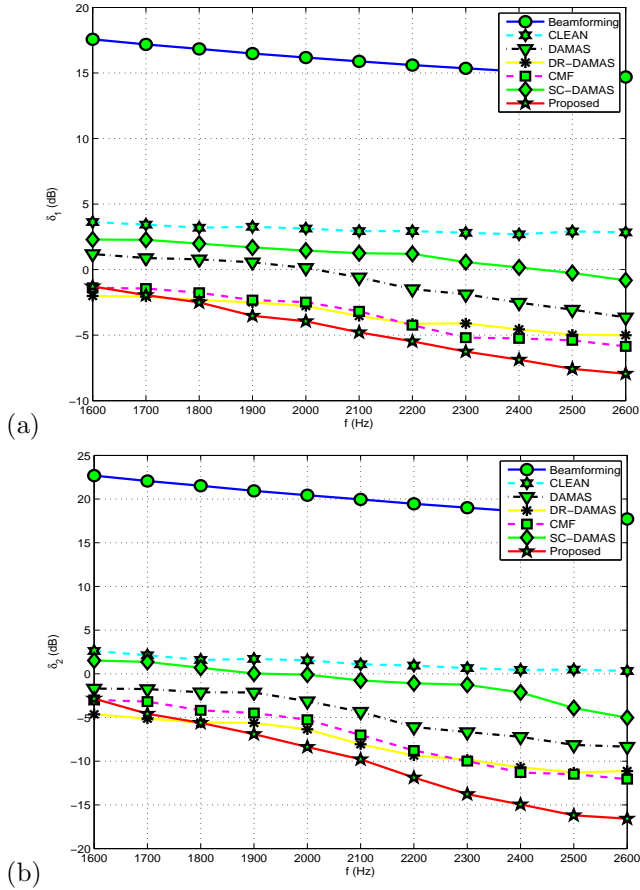 20
15
10
5
0
−5
−10
δ1 (dB)
1600 1700 1800 1900 2000 2100 2200 2300 2400 2500 2600
f (Hz)
Beamforming
CLEAN
DAMAS
DR−DAMAS
CMF
SC−DAMAS
Proposed
(a)
25
20
15
10
5
0
−5
−10
−15
−20
δ2 (dB)
1600 1700 1800 1900 2000 2100 2200 2300 2400 2500 2600
f (Hz)
Beamforming
CLEAN
DAMAS
DR−DAMAS
CMF
SC−DAMAS
Proposed
(b)